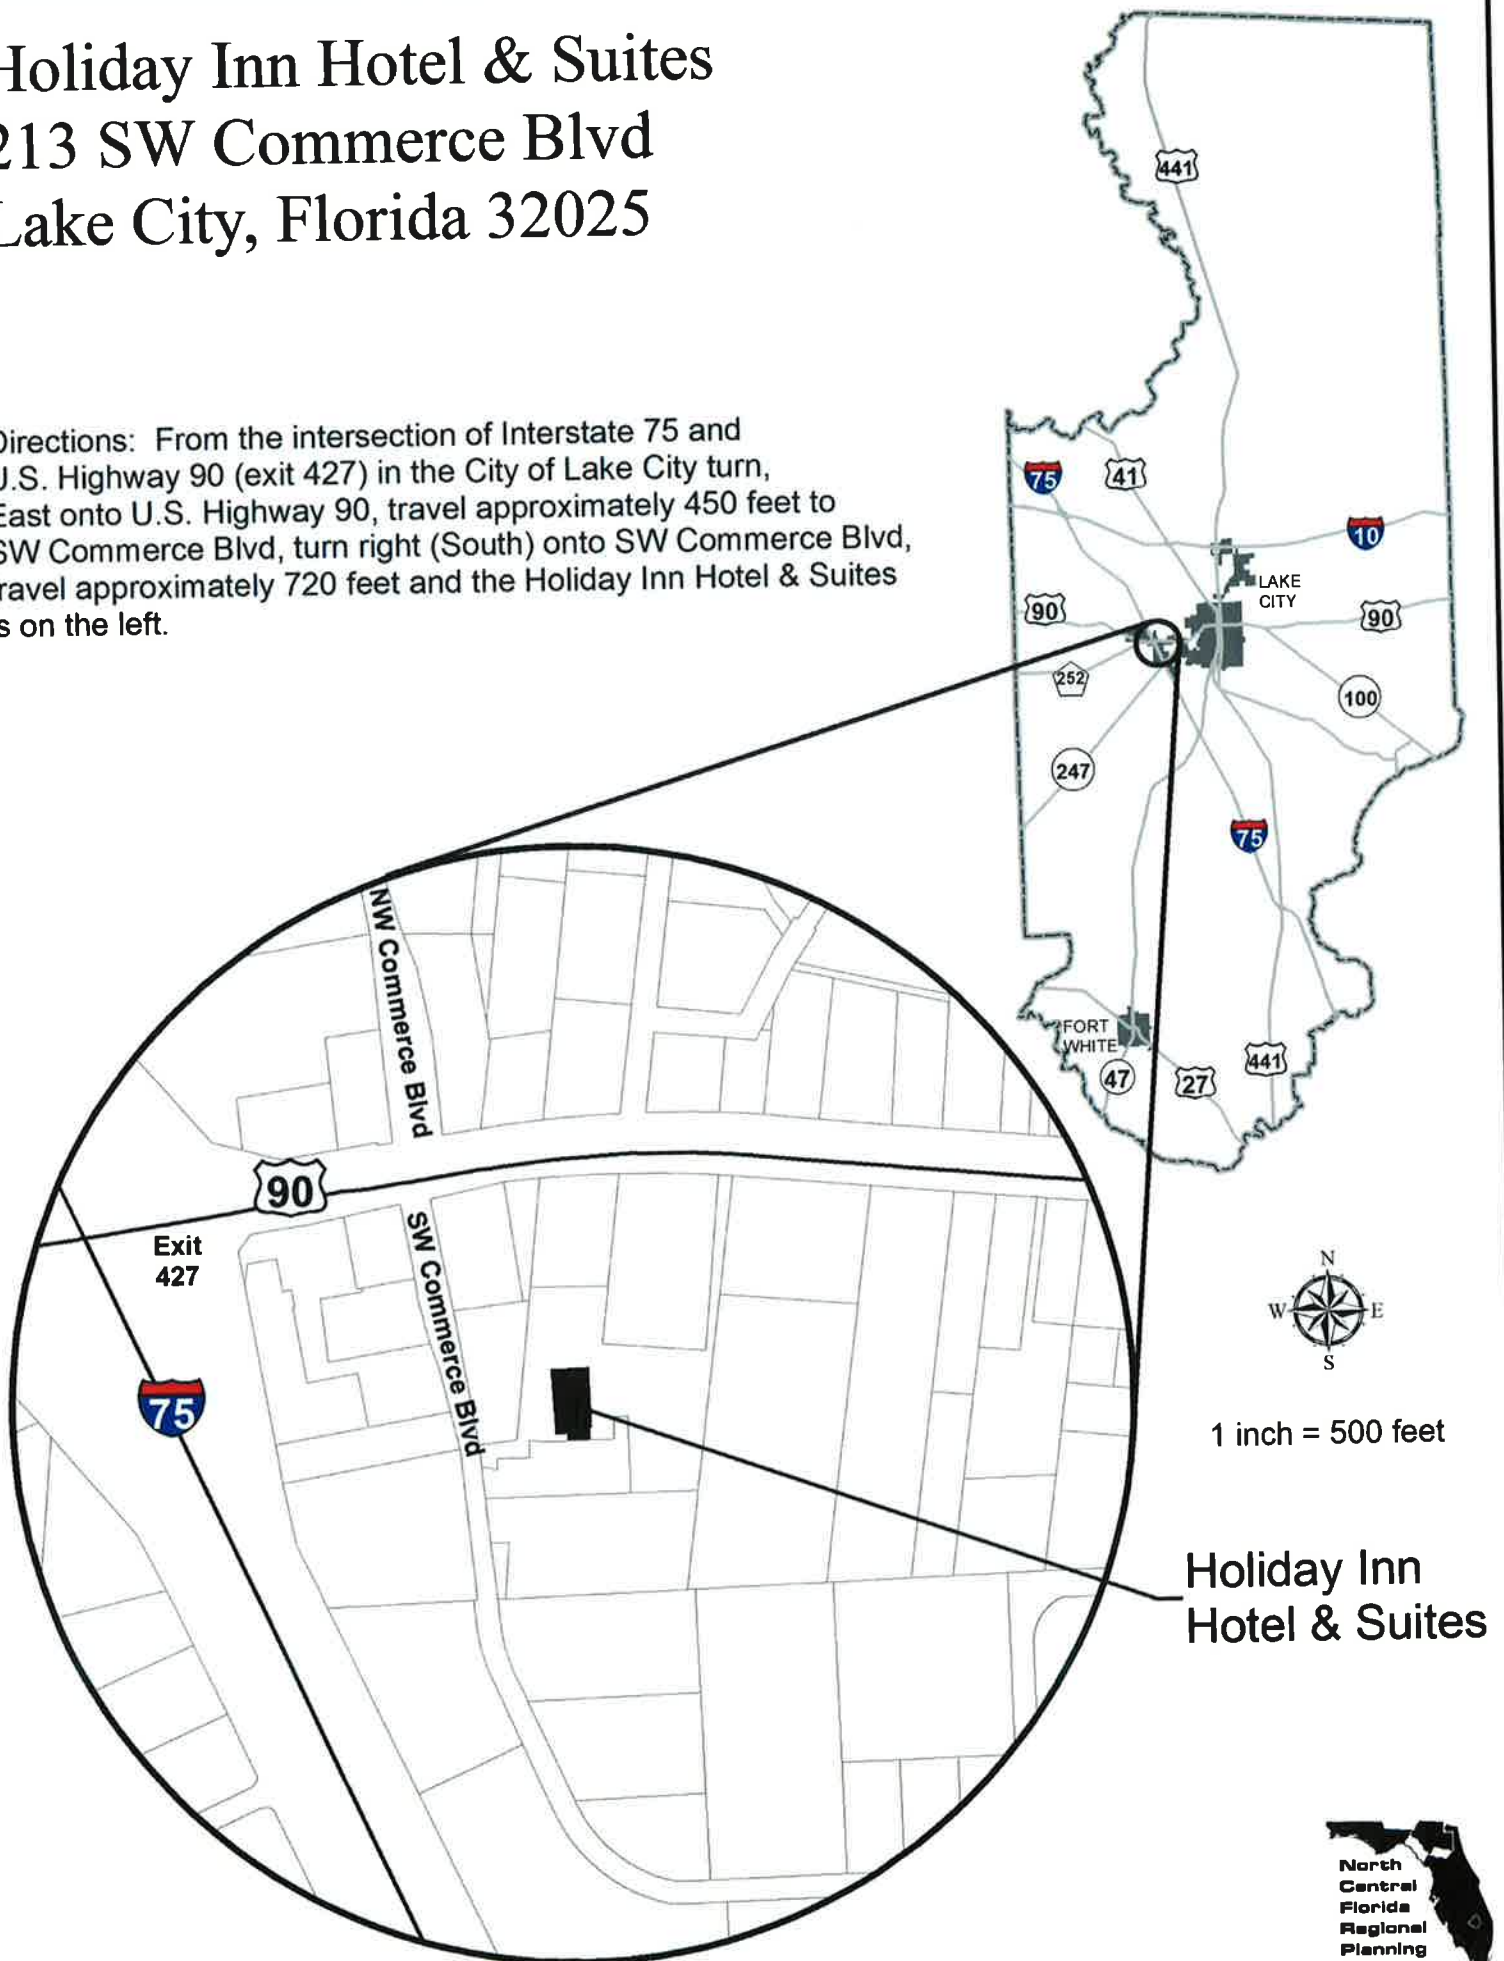 Holiday Inn Hotel & Suites
213 SW Commerce Blvd
Lake City, Florida 32025
Directions: From the intersection of Interstate 75 and
U.S. Highway 90 (exit 427) in the City of Lake City turn,
East onto U.S. Highway 90, travel approximately 450 feet to
SW Commerce Blvd, turn right (South) onto SW Commerce Blvd,
travel approximately 720 feet and the Holiday Inn Hotel & Suites
is on the left.
441
75
41
10
LAKE
CITY
90
90
252
100
247
75
FORT
WHITE
47
27
441
NW Commerce Blvd
90
Exit
427
SW Commerce Blvd
75
N
W
E
S
1 inch = 500 feet
Holiday Inn
Hotel & Suites
North
Central
Florida
Regional
Planning